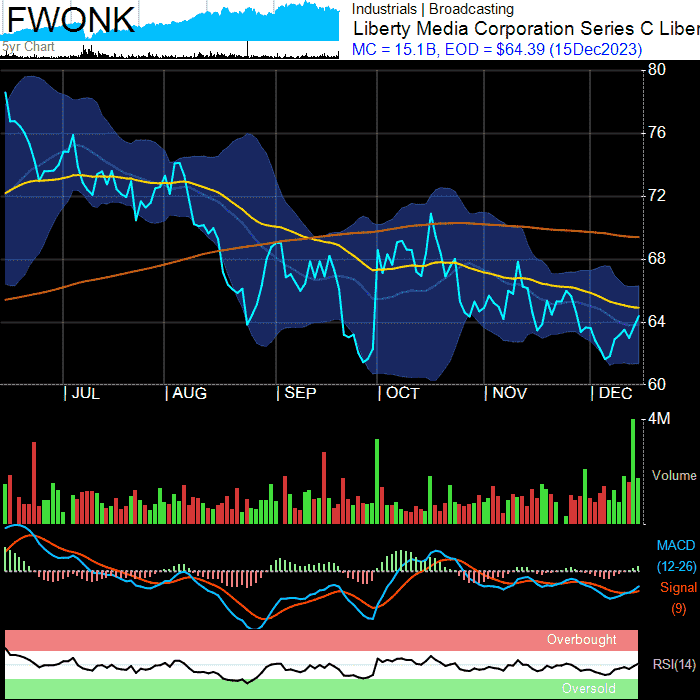 FWONK
5yr Chart
Industrials | Broadcasting
Liberty Media Corporation Series C Liber
MC = 15.1B, EOD = $64.39 (15Dec2023)
80
76
72
68
64
60
| JUL | AUG | SEP | OCT | NOV | DEC
4M
Volume
MACD
(12-26)
Signal
(9)
Overbought
RSI(14)
Oversold